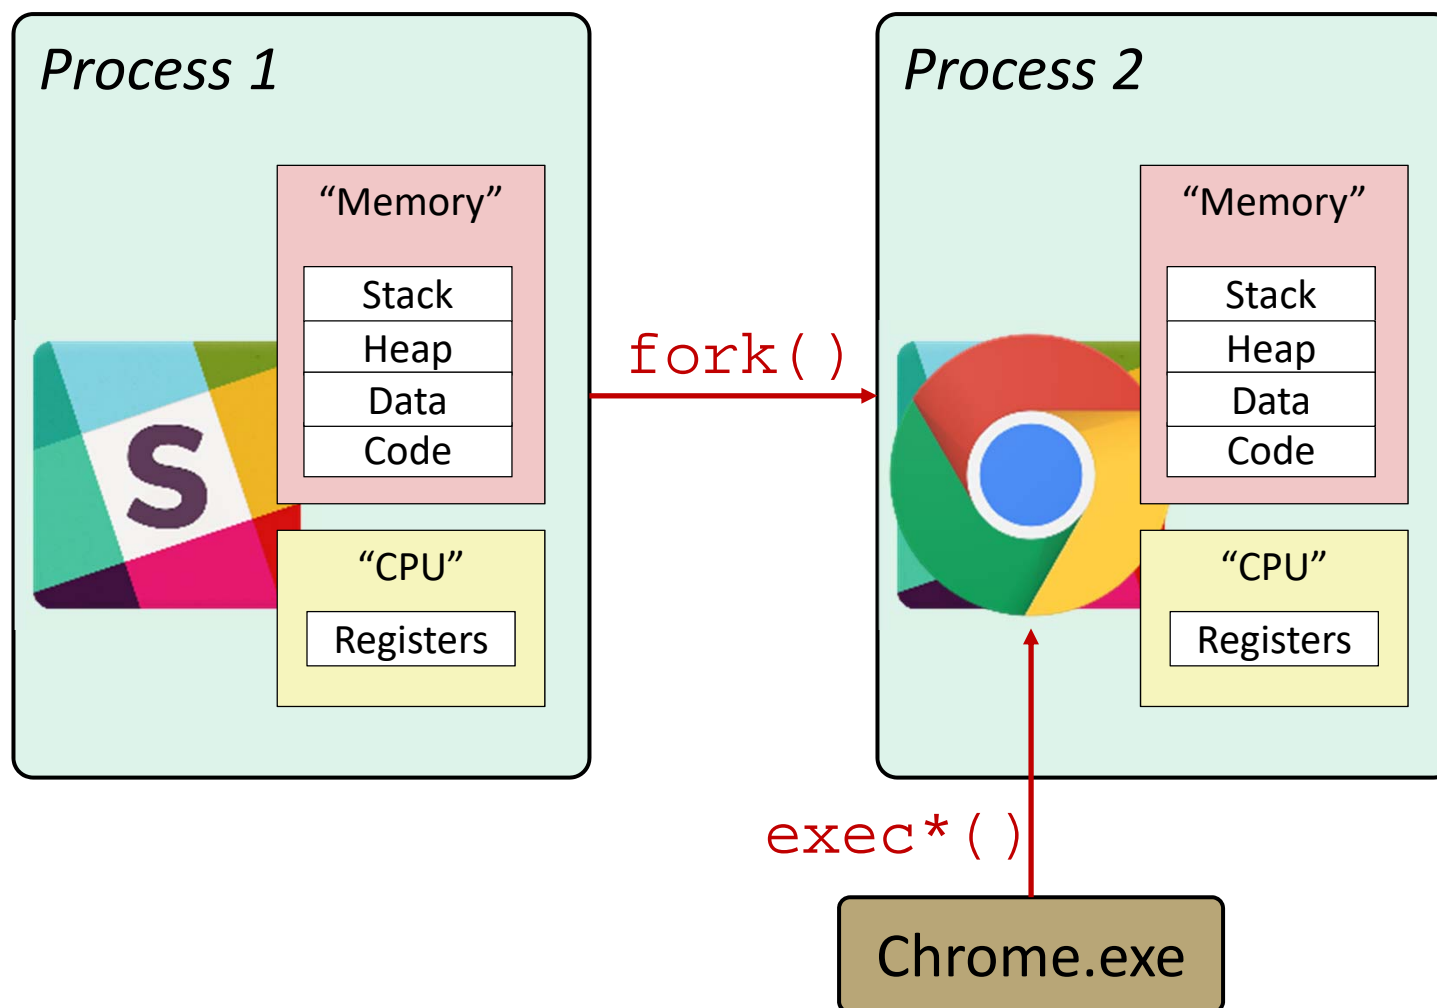 Process 1
“Memory”
Stack
Heap
Data
Code
S
“CPU”
Registers
fork()
Process 2
“Memory”
Stack
Heap
Data
Code
“CPU”
Registers
exec*()
Chrome.exe